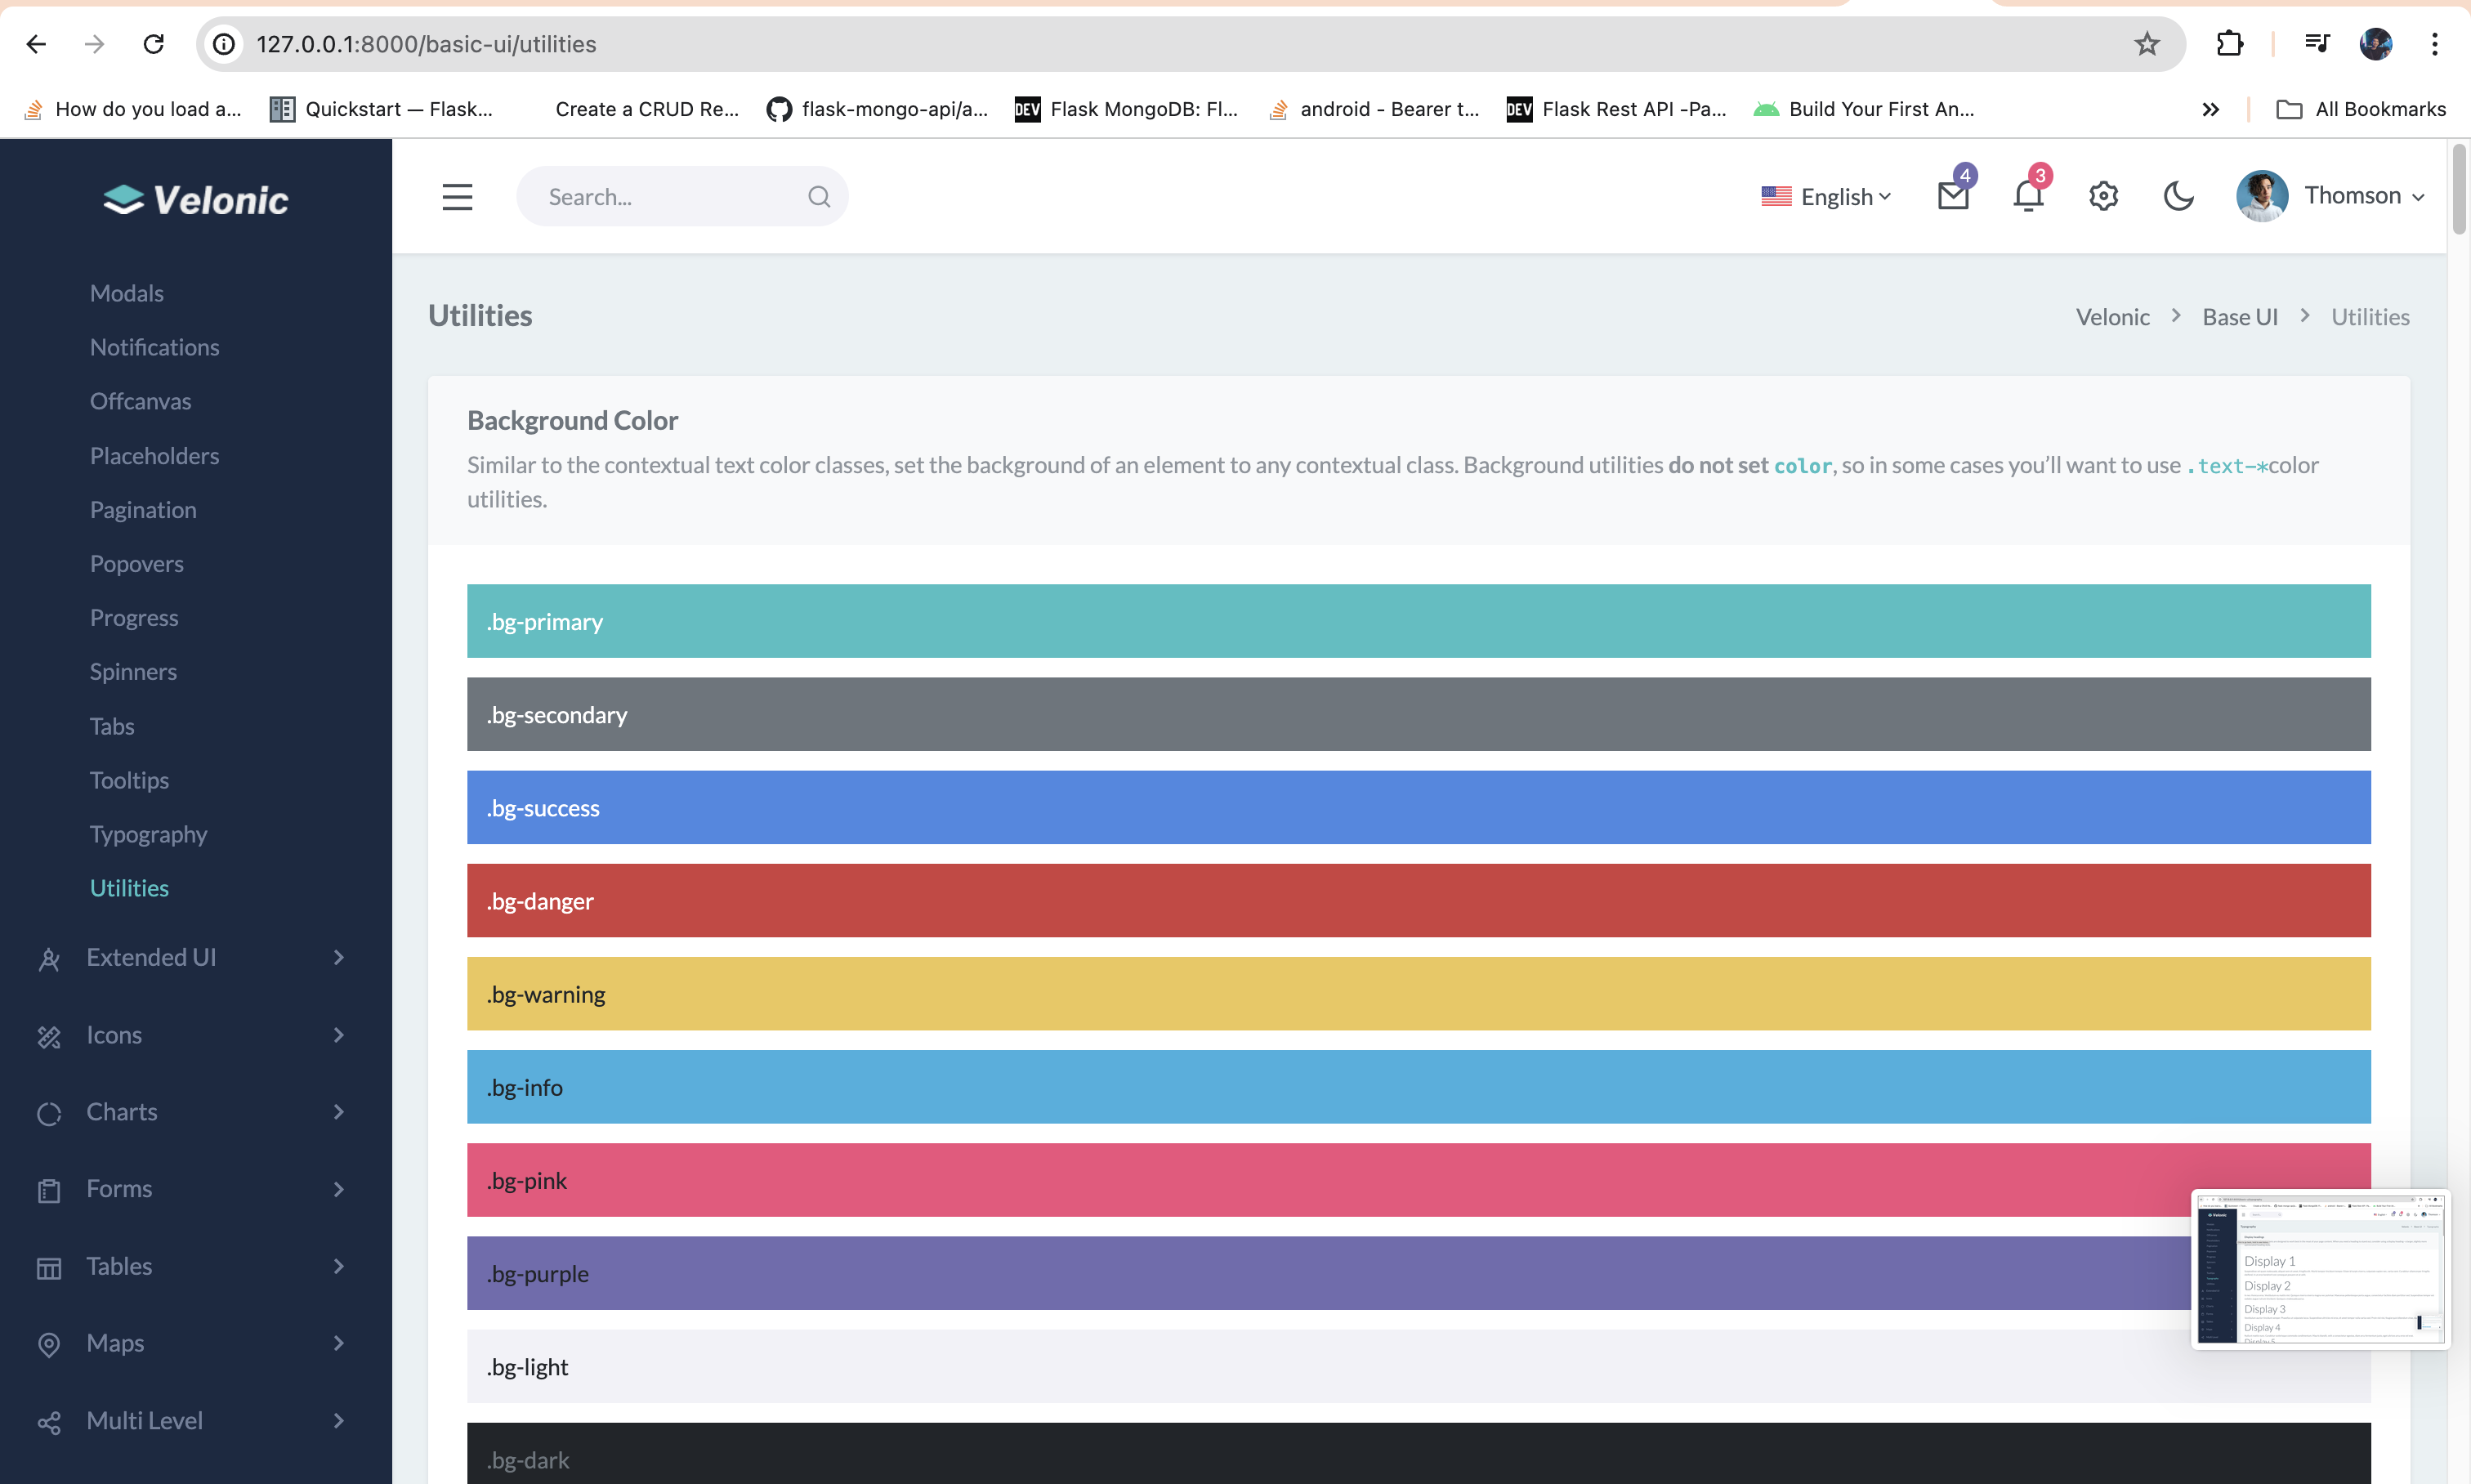 127.0.0.1:8000/basic-ui/utilities
How do you load a...
Quickstart — Flask...
Create a CRUD Re...
flask-mongo-api/a...
DEV Flask MongoDB: Fl...
android - Bearer t...
DEV Flask Rest API -Pa...
Build Your First An...
All Bookmarks
Velonic
Search...
English
4
3
Thomson
Modals
Notifications
Offcanvas
Placeholders
Pagination
Popovers
Progress
Spinners
Tabs
Tooltips
Typography
Utilities
Extended UI
Icons
Charts
Forms
Tables
Maps
Multi Level
Utilities
Velonic > Base UI > Utilities
Background Color
Similar to the contextual text color classes, set the background of an element to any contextual class. Background utilities do not set color, so in some cases you’ll want to use .text-*color
utilities.
.bg-primary
.bg-secondary
.bg-success
.bg-danger
.bg-warning
.bg-info
.bg-pink
.bg-purple
.bg-light
.bg-dark
Display 1
Display 2
Display 3
Display 4